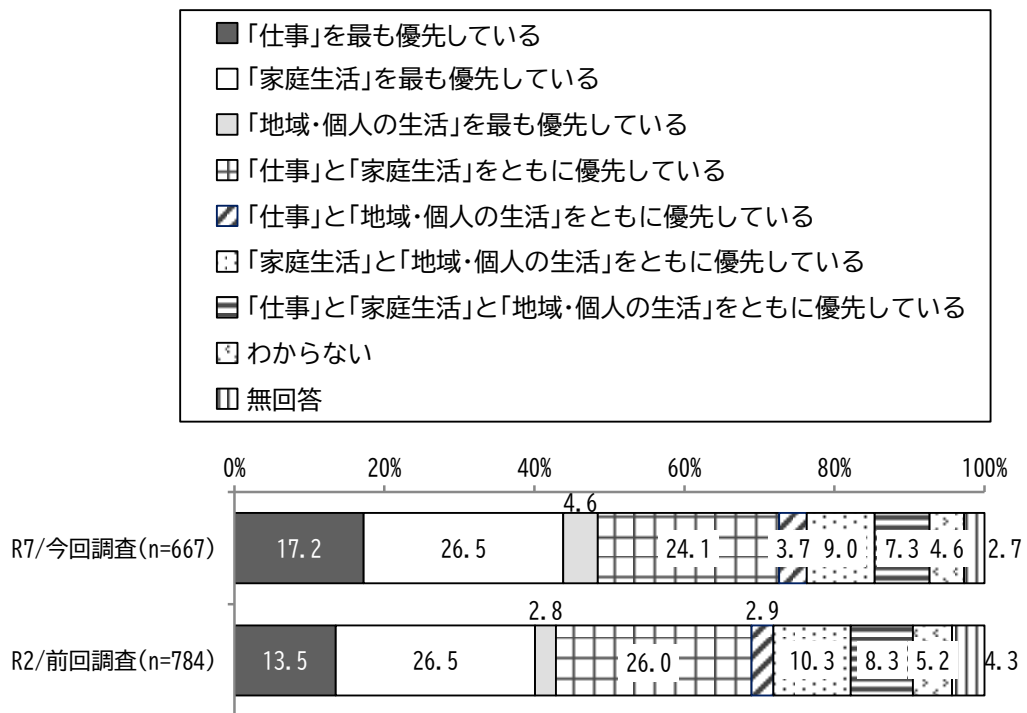 「仕事」を最も優先している
「家庭生活」を最も優先している
「地域・個人の生活」を最も優先している
「仕事」と「家庭生活」をともに優先している
「仕事」と「地域・個人の生活」をともに優先している
「家庭生活」と「地域・個人の生活」をともに優先している
「仕事」と「家庭生活」と「地域・個人の生活」をともに優先している
わからない
無回答
0% 20% 40% 60% 80% 100%
4.6
R7/今回調査(n=667) 17.2 26.5 24.1 3.7 9.0 7.3 4.6 2.7
2.8 2.9
R2/前回調査(n=784) 13.5 26.5 26.0 10.3 8.3 5.2 4.3